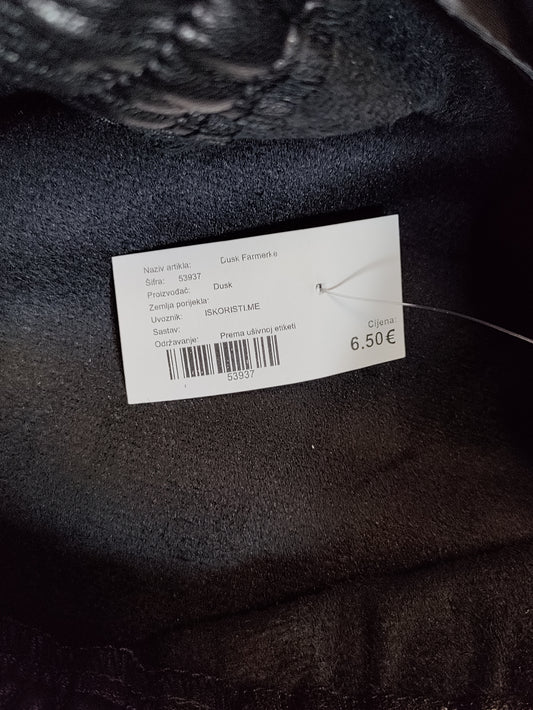 Naziv artikla: Dusk Farmerke
Šifra: 53937
Proizvođač: Dusk
Zemlja porijekla:
Uvoznik: ISKORISTI.ME
Sastav:
Održavanje: Prema ušivnoj etiketi
53937
Cijena:
6.50€